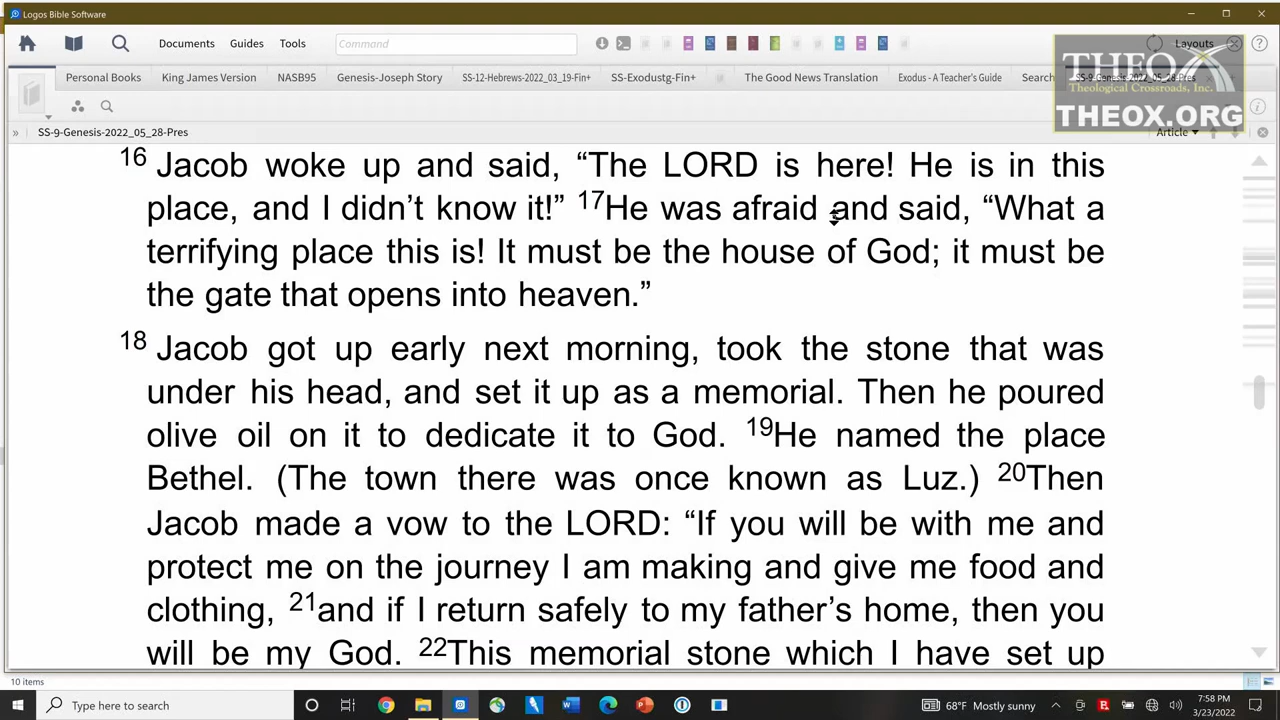 Logos Bible Software
Documents Guides Tools Command Layouts
THEOX
Theological Crossroads, Inc.
THEOX.ORG
Personal Books King James Version NASB95 SS-12-Hebrews-2022_03_19-Fin+ SS-Exodustg-Fin+ The Good News Translation Exodus - A Teacher's Guide Search SS-9-Genesis-2022_05_28-Pres
SS-9-Genesis-2022_05_28-Pres Article
16 Jacob woke up and said, “The LORD is here! He is in this
place, and I didn’t know it!” 17He was afraid and said, “What a
terrifying place this is! It must be the house of God; it must be
the gate that opens into heaven.”
18 Jacob got up early next morning, took the stone that was
under his head, and set it up as a memorial. Then he poured
olive oil on it to dedicate it to God. 19He named the place
Bethel. (The town there was once known as Luz.) 20Then
Jacob made a vow to the LORD: “If you will be with me and
protect me on the journey I am making and give me food and
clothing, 21and if I return safely to my father’s home, then you
will be my God. 22This memorial stone which I have set up
10 items
Type here to search 68°F Mostly sunny 7:58 PM
3/23/2022